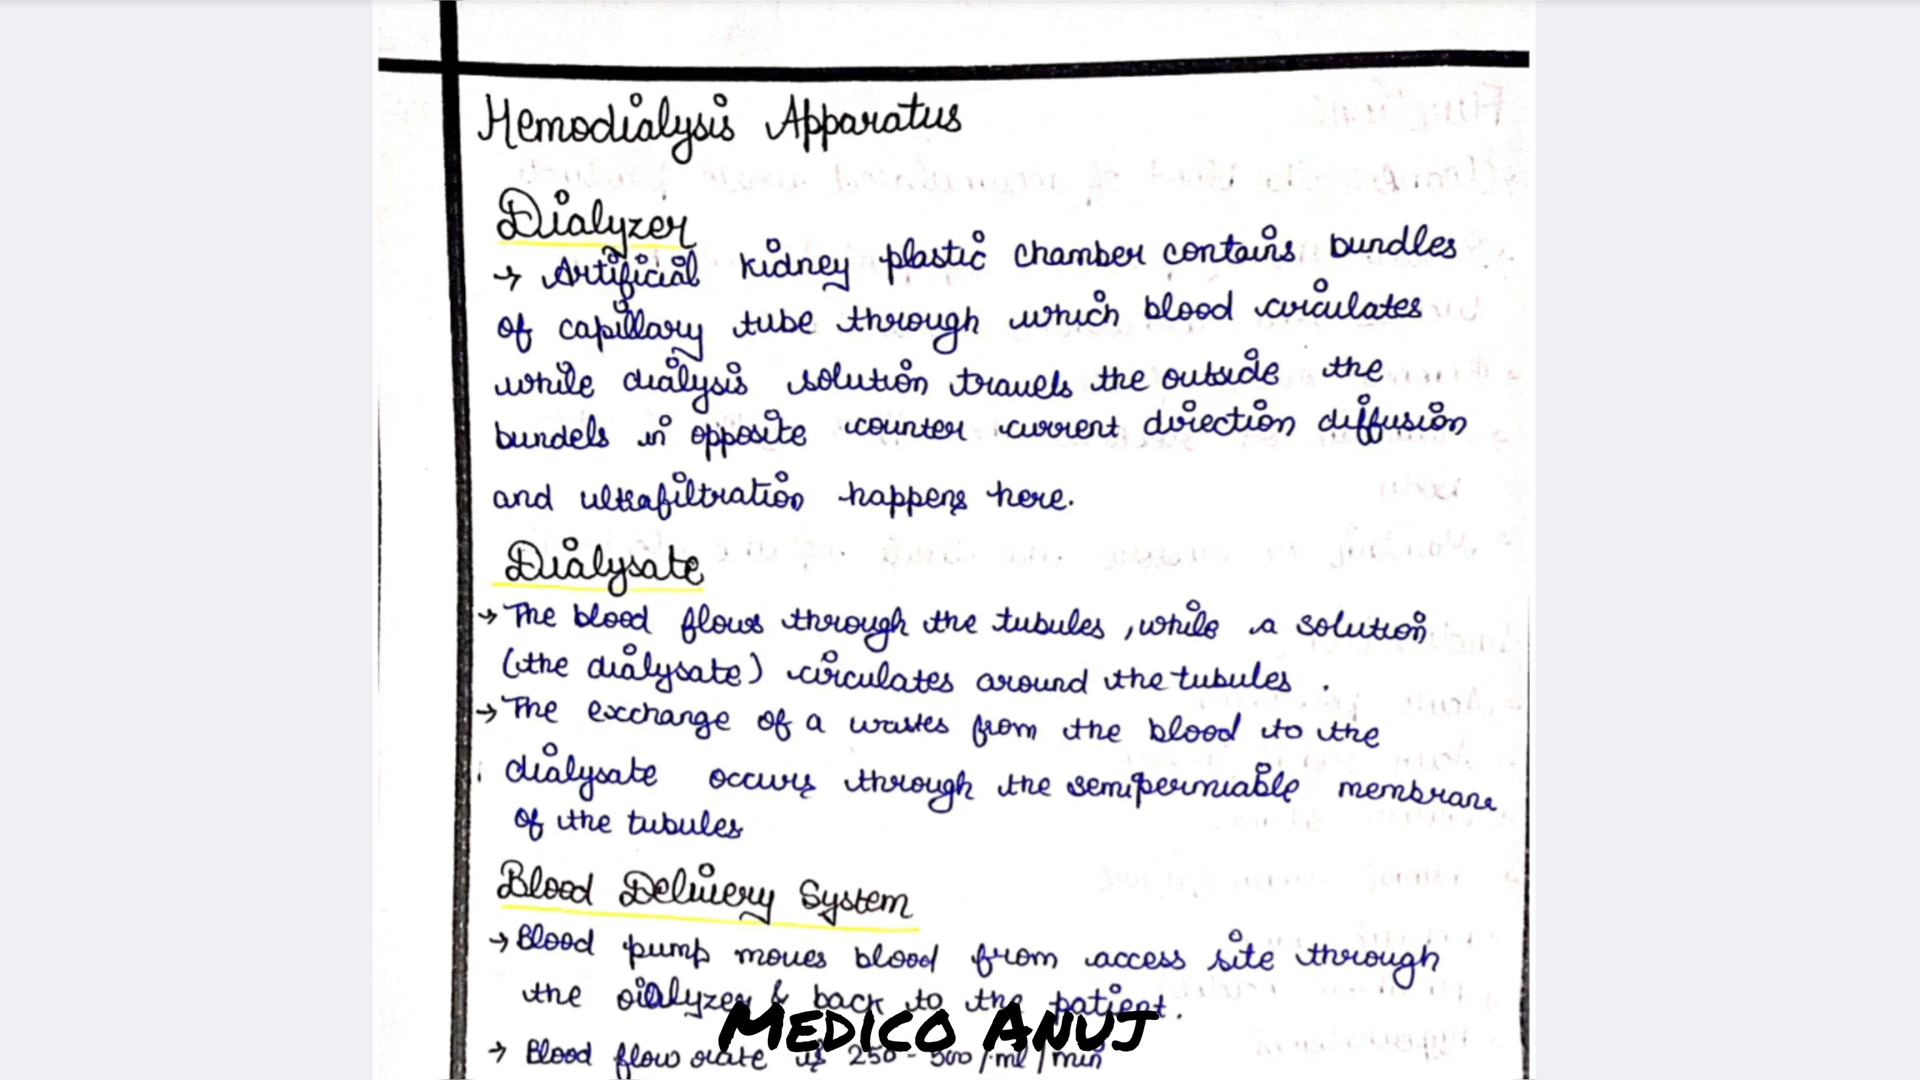 Hemodialysis Apparatus
Dializer
→ Artificial kidney plastic chamber contains bundles
of capillary tube through which blood circulates
while dialysis solution travels the outside the
bundels in opposite counter current direction diffusion
and ultrafiltration happens here.
Dialysate
→ The blood flows through the tubules, while a solution
(the dialysate) circulates around the tubules.
→ The exchange of a wastes from the blood to the
dialysate occurs through the semipermiable membrane
of the tubules
Blood Delivery System
→ Blood pump moves blood from access site through
the dialyzer & back to the patient.
Medico Anuj
→ Blood flow rate is 250 - 500 / ml / min